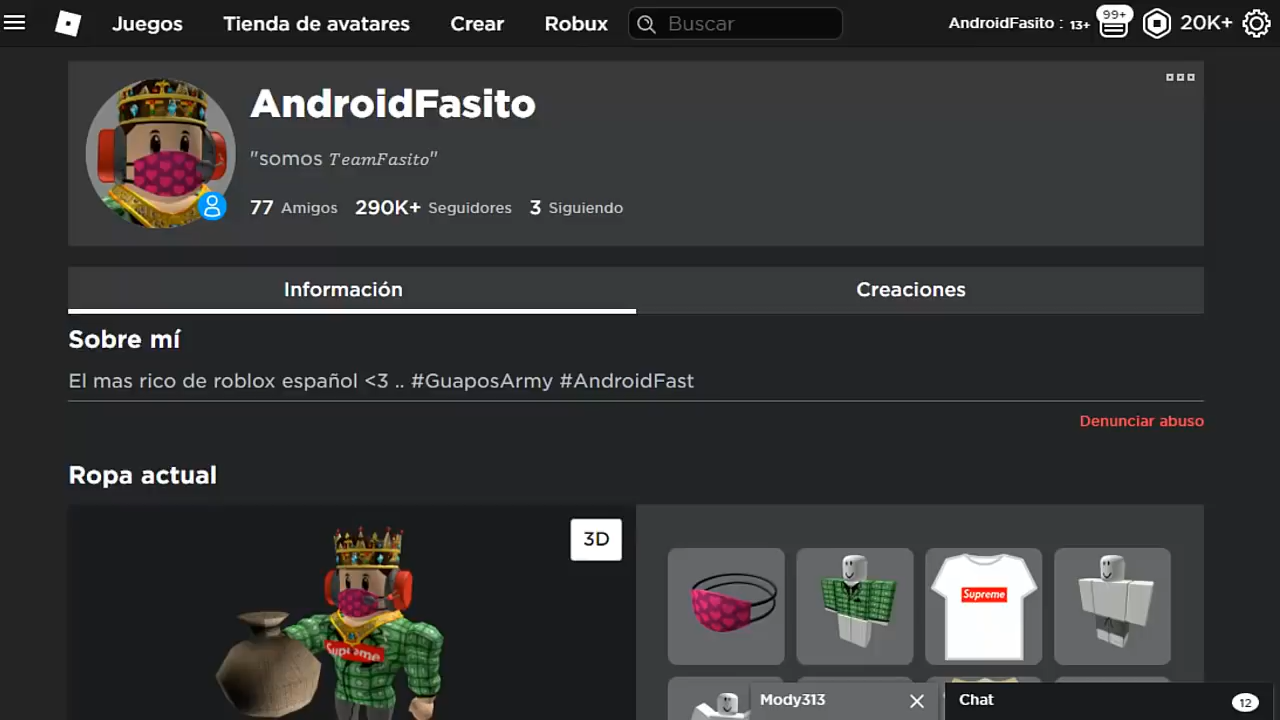 Juegos Tienda de avatares Crear Robux Buscar AndroidFasito : 13+ 99+ 20K+
AndroidFasito
"somos 𝑇𝑒𝑎𝑚𝐹𝑎𝑠𝑖𝑡𝑜"
77 Amigos 290K+ Seguidores 3 Siguiendo
Información Creaciones
Sobre mí
El mas rico de roblox español <3 .. #GuaposArmy #AndroidFast
Denunciar abuso
Ropa actual
3D
Supreme
Supreme
Mody313 Chat 12